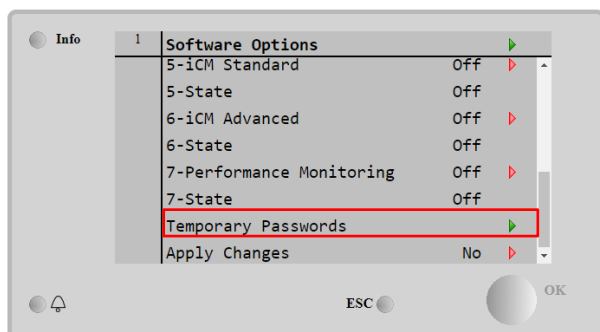 Info
1 Software Options
5-iCM Standard Off
5-State Off
6-iCM Advanced Off
6-State Off
7-Performance Monitoring Off
7-State Off
Temporary Passwords
Apply Changes No
ESC
OK